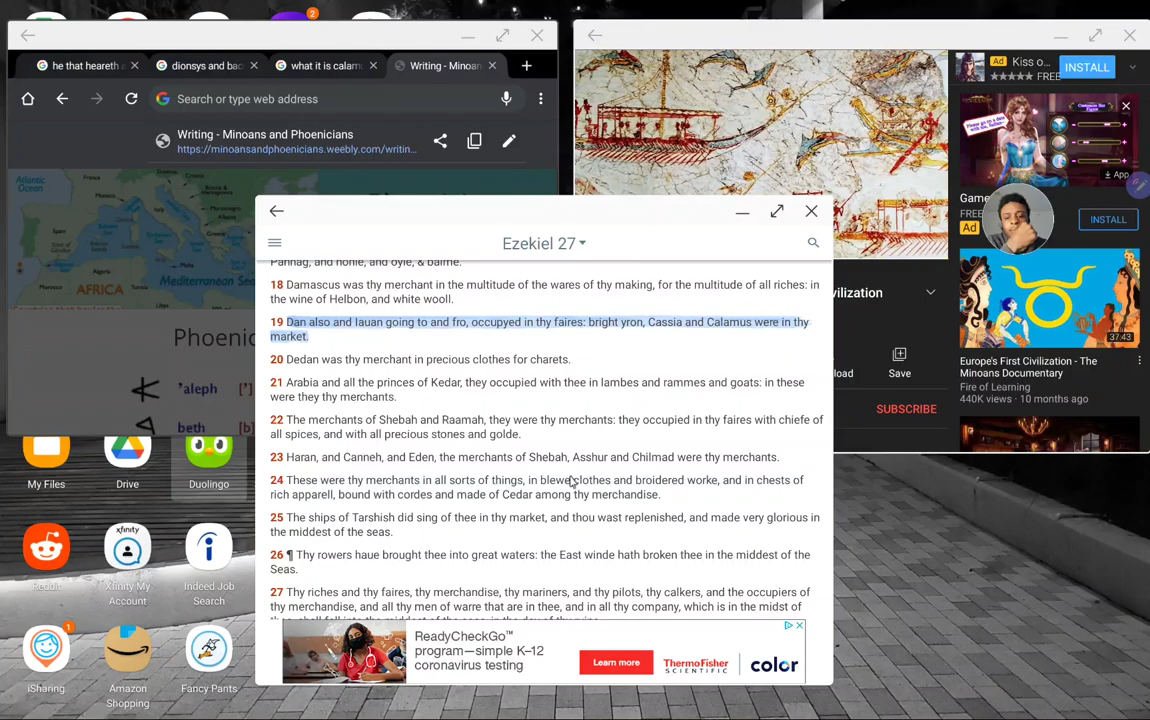 2
he that heareth
dionsys and bac
what it is calam
Writing - Minoan
Search or type web address
Writing - Minoans and Phoenicians
https://minoansandphoenicians.weebly.com/writin...
Atlantic
Ocean
AFRICA
Mediterranean Sea
Phoenic
'aleph [']
beth [b]
Ad Kiss o...
FREE
INSTALL
App
Game
FREE
Ad
INSTALL
vilization
Save
SUBSCRIBE
37:43
Europe's First Civilization - The
Minoans Documentary
Fire of Learning
440K views · 10 months ago
Ezekiel 27
Pannag, and honie, and oyle, & balme.
18 Damascus was thy merchant in the multitude of the wares of thy making, for the multitude of all riches: in
the wine of Helbon, and white wooll.
19 Dan also and Iauan going to and fro, occupyed in thy faires: bright yron, Cassia and Calamus were in thy
market.
20 Dedan was thy merchant in precious clothes for charets.
21 Arabia and all the princes of Kedar, they occupied with thee in lambes and rammes and goats: in these
were they thy merchants.
22 The merchants of Shebah and Raamah, they were thy merchants: they occupied in thy faires with chiefe of
all spices, and with all precious stones and golde.
23 Haran, and Canneh, and Eden, the merchants of Shebah, Asshur and Chilmad were thy merchants.
24 These were thy merchants in all sorts of things, in blewe clothes and broidered worke, and in chests of
rich apparell, bound with cordes and made of Cedar among thy merchandise.
25 The ships of Tarshish did sing of thee in thy market, and thou wast replenished, and made very glorious in
the middest of the seas.
26 ¶ Thy rowers haue brought thee into great waters: the East winde hath broken thee in the middest of the
Seas.
27 Thy riches and thy faires, thy merchandise, thy mariners, and thy pilots, thy calkers, and the occupiers of
thy merchandise, and all thy men of warre that are in thee, and in all thy company, which is in the midst of
ReadyCheckGo™
program—simple K–12
coronavirus testing
Learn more
ThermoFisher
SCIENTIFIC
color
My Files
Drive
Duolingo
Reddit
xfinity
Xfinity My
Account
Indeed Job
Search
1
iSharing
Amazon
Shopping
Fancy Pants